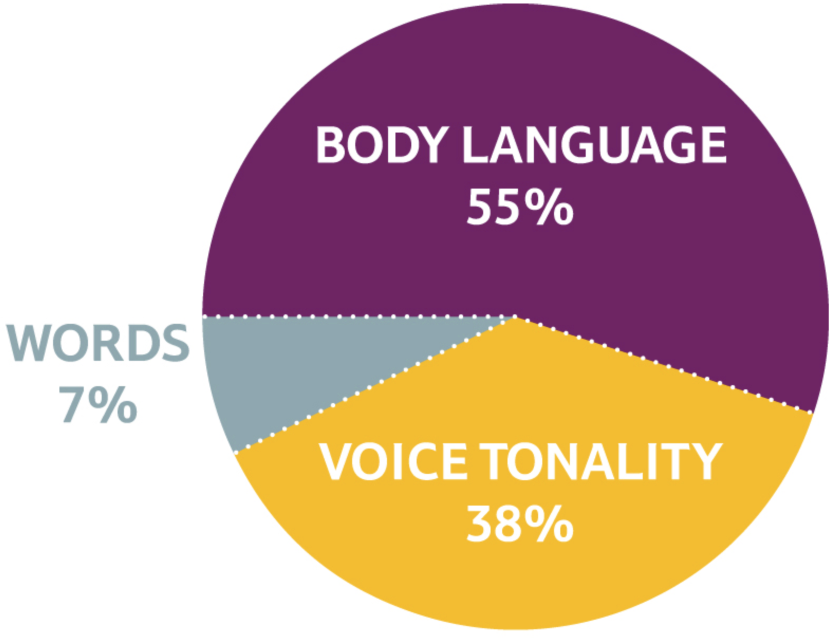 BODY LANGUAGE
55%
WORDS
7%
VOICE TONALITY
38%